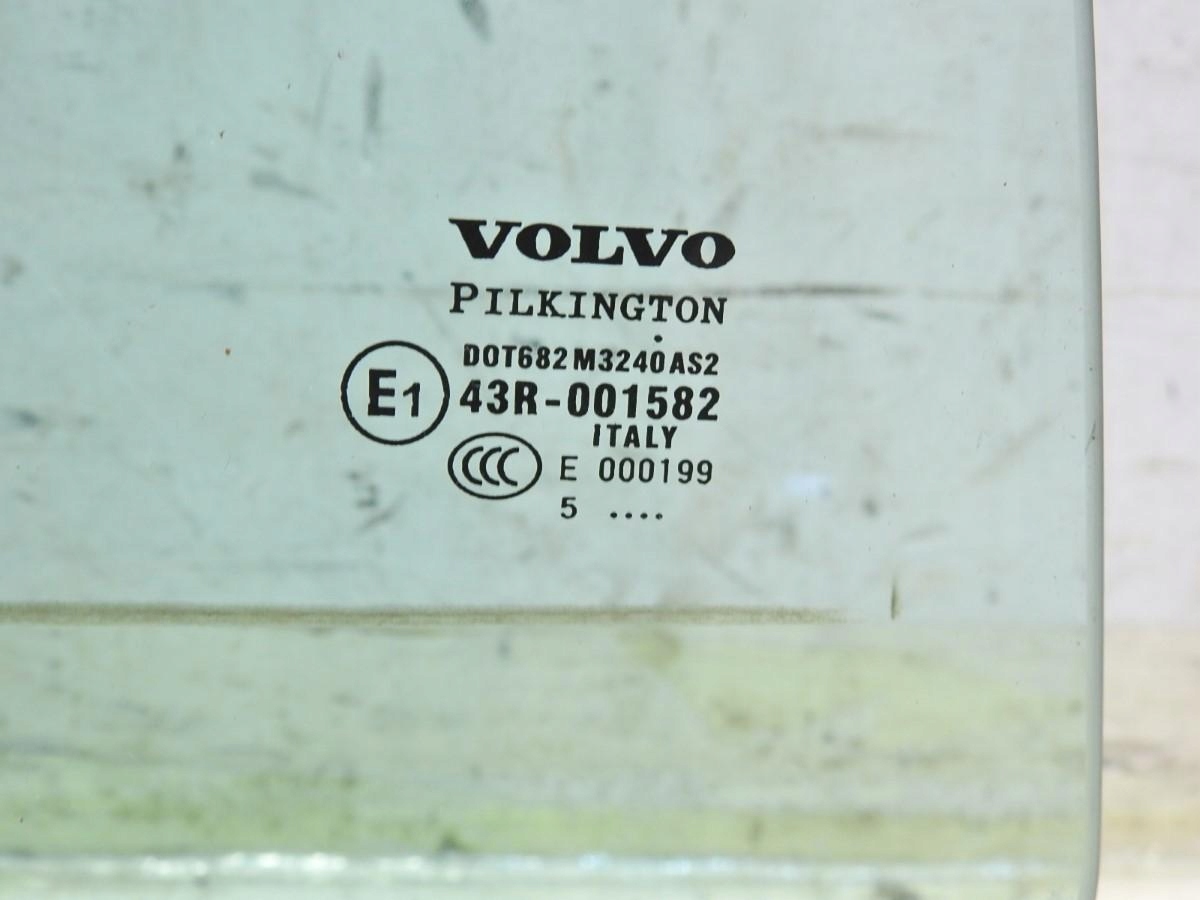 VOLVO
PILKINGTON
DOT682 M3240 AS2
E1 43R-001582
ITALY
CCC E 000199
5 ....